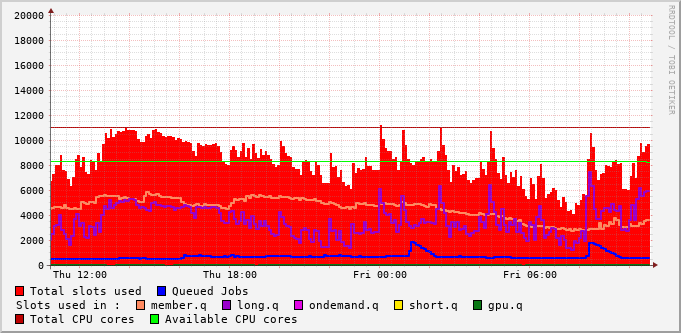 20000
18000
16000
14000
12000
10000
8000
6000
4000
2000
0
Thu 12:00 Thu 18:00 Fri 00:00 Fri 06:00
Total slots used Queued Jobs
Slots used in : member.q long.q ondemand.q short.q gpu.q
Total CPU cores Available CPU cores
RRDTOOL / TOBI OETIKER